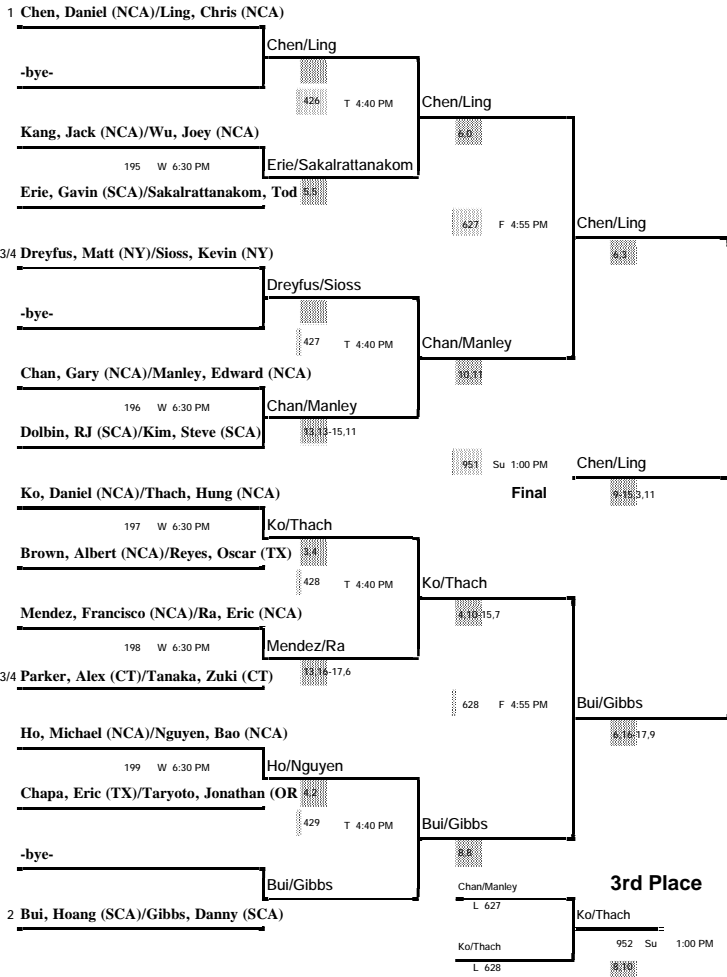 1 Chen, Daniel (NCA)/Ling, Chris (NCA)
Chen/Ling
-bye-
426 T 4:40 PM
Chen/Ling
Kang, Jack (NCA)/Wu, Joey (NCA)
6,0
195 W 6:30 PM
Erie/Sakalrattanakom
Erie, Gavin (SCA)/Sakalrattanakom, Tod
5,5
627 F 4:55 PM
Chen/Ling
6,3
3/4 Dreyfus, Matt (NY)/Sioss, Kevin (NY)
Dreyfus/Sioss
-bye-
427 T 4:40 PM
Chan/Manley
Chan, Gary (NCA)/Manley, Edward (NCA)
10,11
196 W 6:30 PM
Chan/Manley
Dolbin, RJ (SCA)/Kim, Steve (SCA)
13,13-15,11
951 Su 1:00 PM
Chen/Ling
Final
9-15,3,11
Ko, Daniel (NCA)/Thach, Hung (NCA)
197 W 6:30 PM
Ko/Thach
Brown, Albert (NCA)/Reyes, Oscar (TX)
3,4
428 T 4:40 PM
Ko/Thach
Mendez, Francisco (NCA)/Ra, Eric (NCA)
4,10-15,7
198 W 6:30 PM
Mendez/Ra
3/4 Parker, Alex (CT)/Tanaka, Zuki (CT)
13,16-17,6
628 F 4:55 PM
Bui/Gibbs
6,16-17,9
Ho, Michael (NCA)/Nguyen, Bao (NCA)
199 W 6:30 PM
Ho/Nguyen
Chapa, Eric (TX)/Taryoto, Jonathan (OR
4,2
429 T 4:40 PM
Bui/Gibbs
-bye-
8,8
Bui/Gibbs
2 Bui, Hoang (SCA)/Gibbs, Danny (SCA)
3rd Place
Chan/Manley
L 627
Ko/Thach
Ko/Thach
L 628
952 Su 1:00 PM
8,10